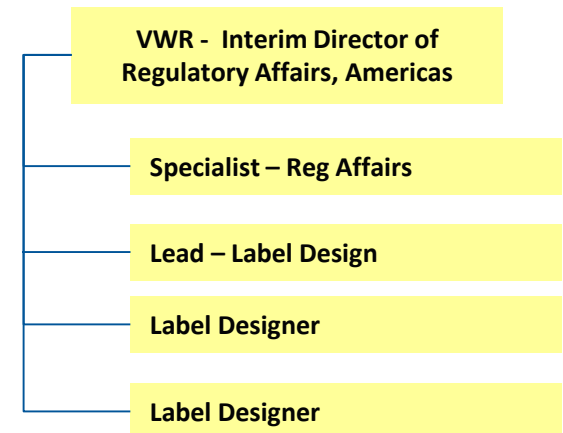 VWR -  Interim Director of
Regulatory Affairs, Americas
Specialist – Reg Affairs
Lead – Label Design
Label Designer
Label Designer